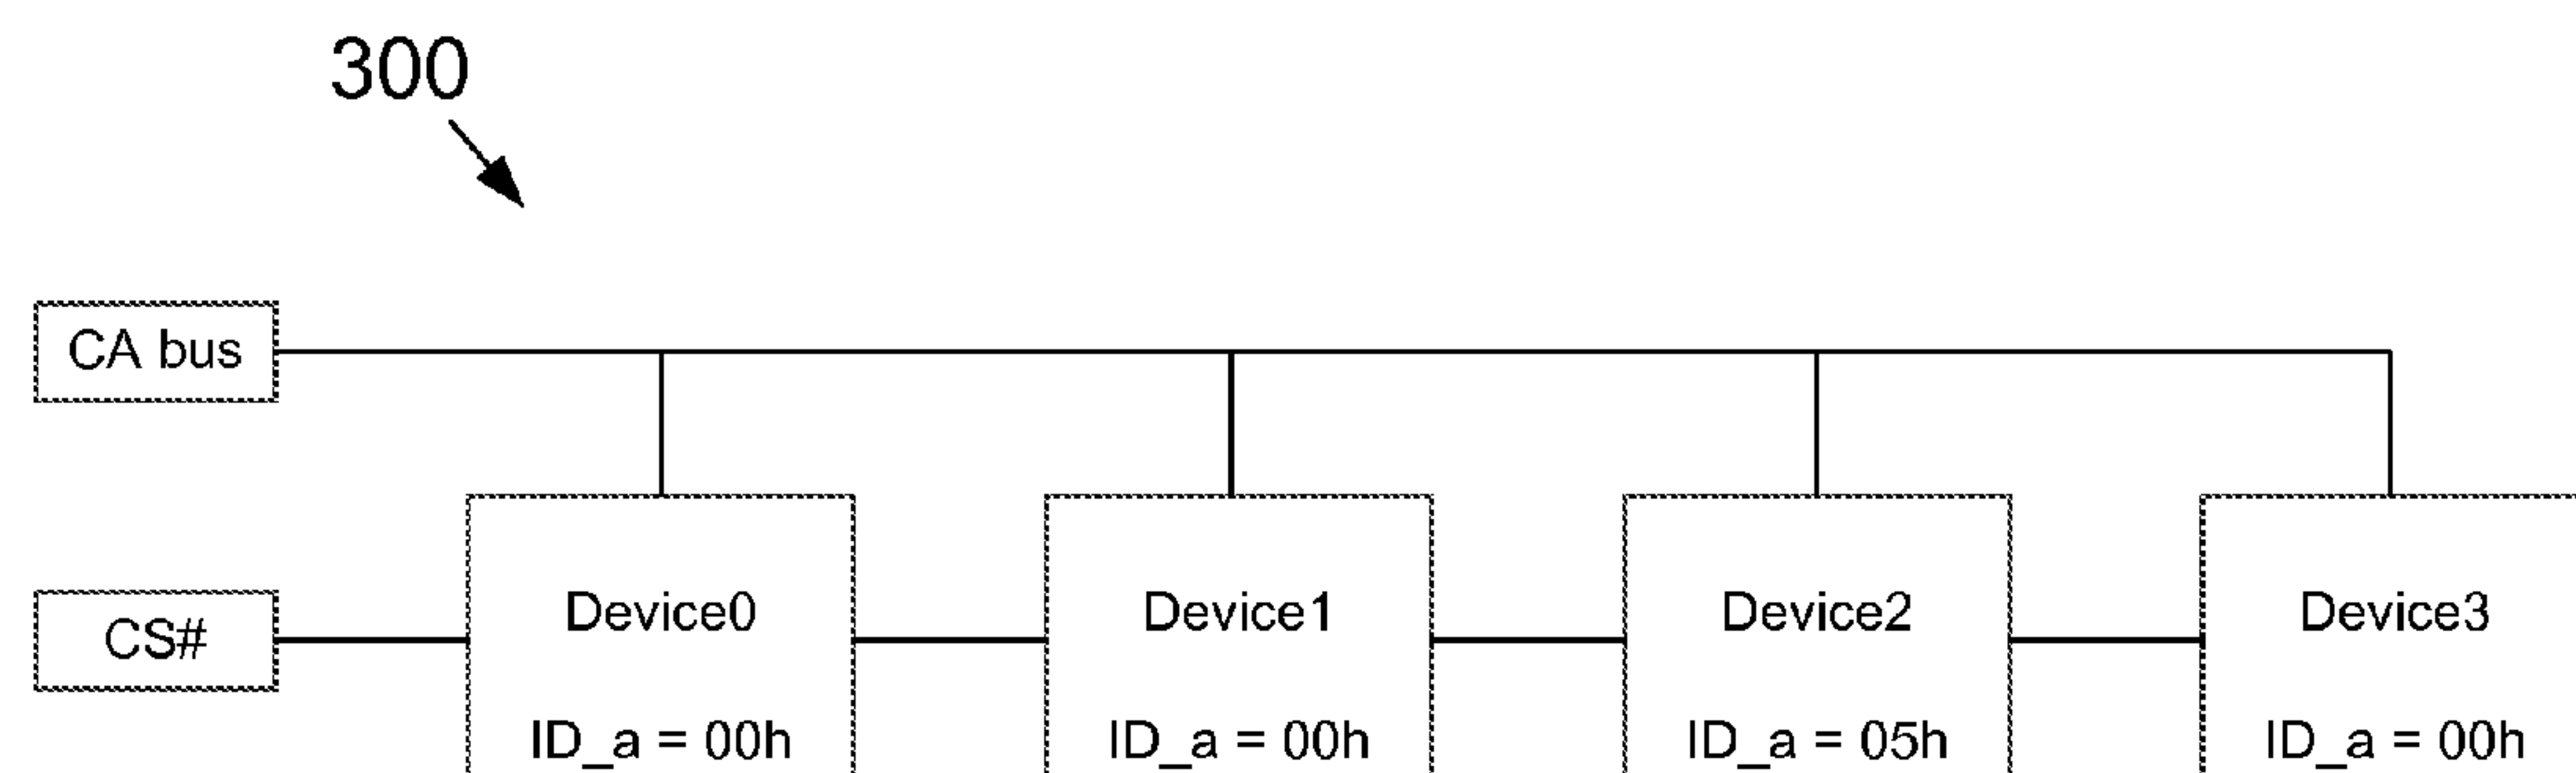 300
CA bus
CS#
Device0
Device1
Device2
Device3
ID_a = 00h
ID_a = 00h
ID_a = 05h
ID_a = 00h